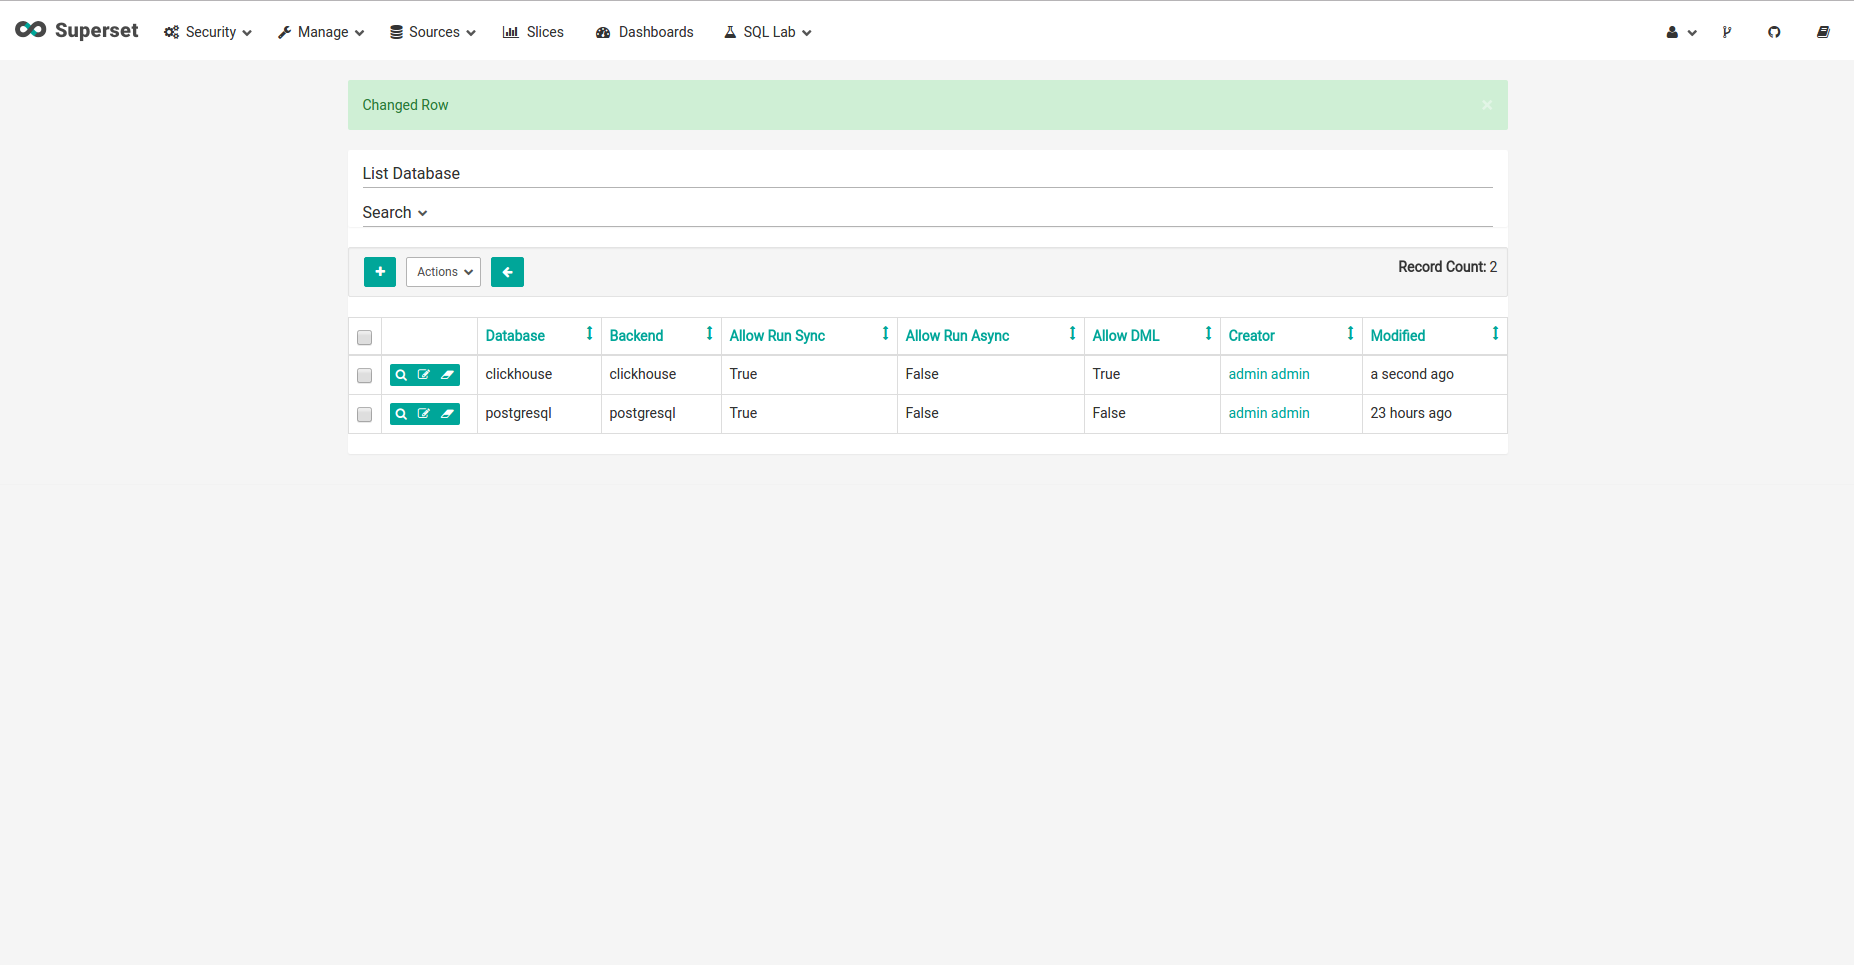 Superset Security Manage Sources Slices Dashboards SQL Lab
Changed Row ×
List Database
Search
+ Actions Record Count: 2
Database Backend Allow Run Sync Allow Run Async Allow DML Creator Modified
clickhouse clickhouse True False True admin admin a second ago
postgresql postgresql True False False admin admin 23 hours ago